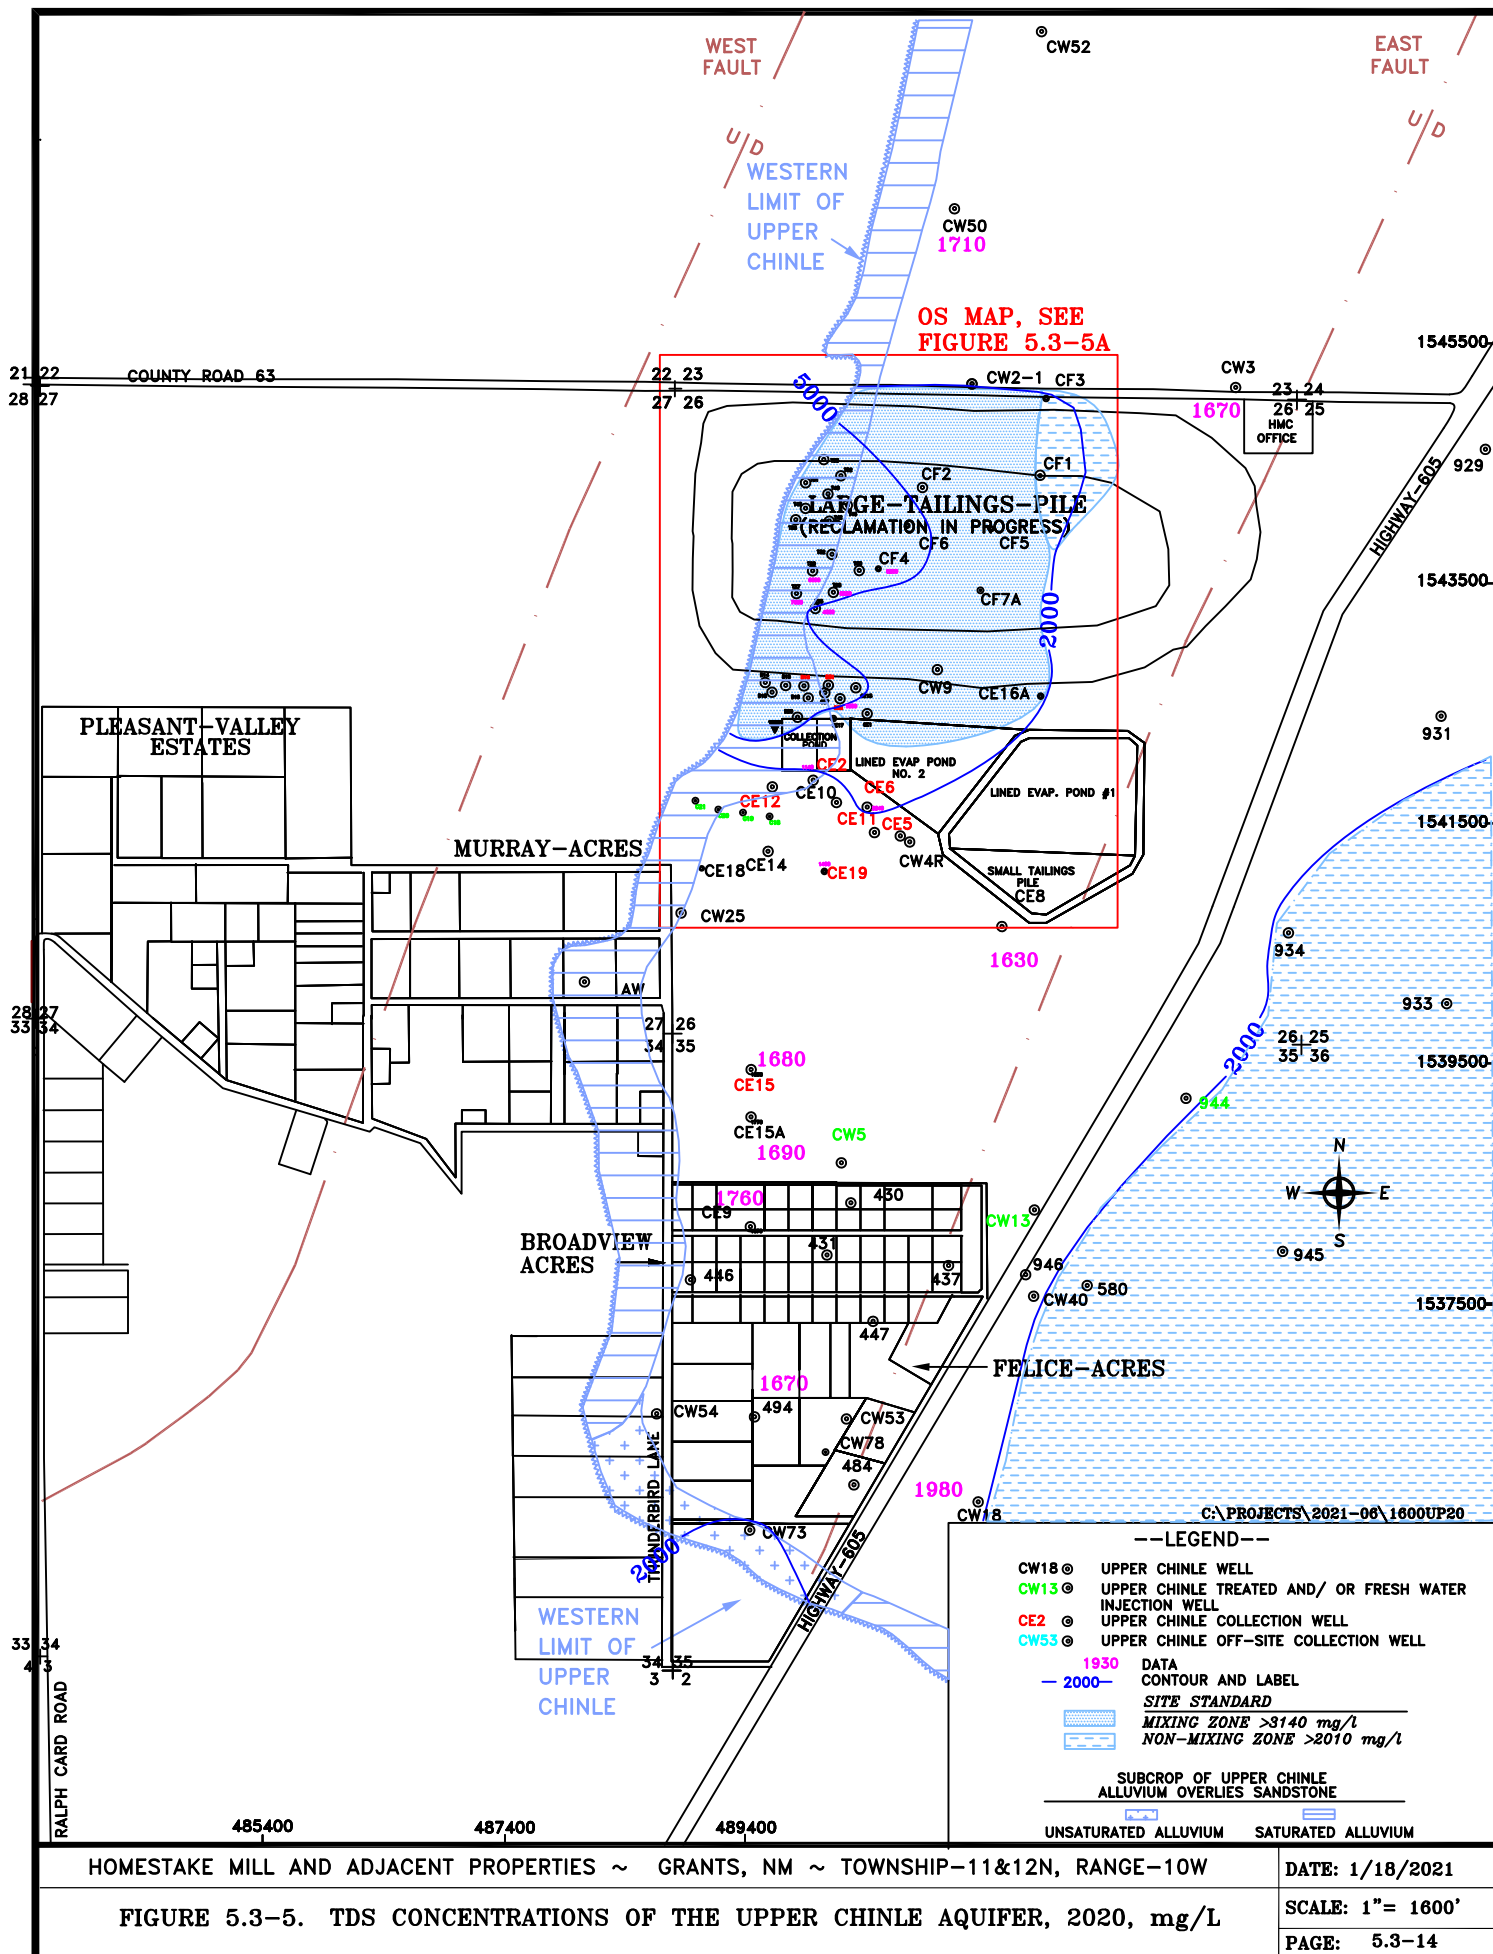 WEST
FAULT
EAST
FAULT
CW52
U/D
U/D
WESTERN
LIMIT OF
UPPER
CHINLE
CW50
1710
OS MAP, SEE
FIGURE 5.3-5A
1545500
21 22
28 27
COUNTY ROAD 63
22 23
27 26
5000
CW2-1
CF3
CW3
1670
23 24
26 25
HMC
OFFICE
929
HIGHWAY-605
CF2
CF1
LARGE-TAILINGS-PILE
(RECLAMATION IN PROGRESS)
CF6
CF5
CF4
CF7A
1543500
2000
CW9
CE16A
PLEASANT-VALLEY
ESTATES
931
COLLECTION
POND
CE2
LINED EVAP POND
NO. 2
CE6
LINED EVAP. POND #1
CE12
CE10
CE11
CE5
1541500
MURRAY-ACRES
CE14
CE18
CE19
CW4R
SMALL TAILINGS
PILE
CE8
CW25
1630
934
AW
933
28 27
33 34
27 26
34 35
2000
26 25
35 36
1539500
1680
CE15
944
CE15A
CW5
1690
N
W
E
S
1760
430
CE9
CW13
BROADVIEW
ACRES
431
446
437
946
945
CW40
580
1537500
447
FELICE-ACRES
1670
CW54
494
CW53
CW78
484
THUNDERBIRD LANE
1980
CW18
CW73
2000
HIGHWAY-605
C:\PROJECTS\2021-06\1600UP20
--LEGEND--
CW18 UPPER CHINLE WELL
CW13 UPPER CHINLE TREATED AND/ OR FRESH WATER
INJECTION WELL
CE2 UPPER CHINLE COLLECTION WELL
CW53 UPPER CHINLE OFF-SITE COLLECTION WELL
1930 DATA
2000 CONTOUR AND LABEL
SITE STANDARD
MIXING ZONE >3140 mg/l
NON-MIXING ZONE >2010 mg/l
SUBCROP OF UPPER CHINLE
ALLUVIUM OVERLIES SANDSTONE
UNSATURATED ALLUVIUM SATURATED ALLUVIUM
WESTERN
LIMIT OF
UPPER
CHINLE
33 34
4 3
34 35
3 2
RALPH CARD ROAD
485400
487400
489400
HOMESTAKE MILL AND ADJACENT PROPERTIES ~ GRANTS, NM ~ TOWNSHIP-11&12N, RANGE-10W
DATE: 1/18/2021
FIGURE 5.3-5. TDS CONCENTRATIONS OF THE UPPER CHINLE AQUIFER, 2020, mg/L
SCALE: 1"= 1600'
PAGE: 5.3-14